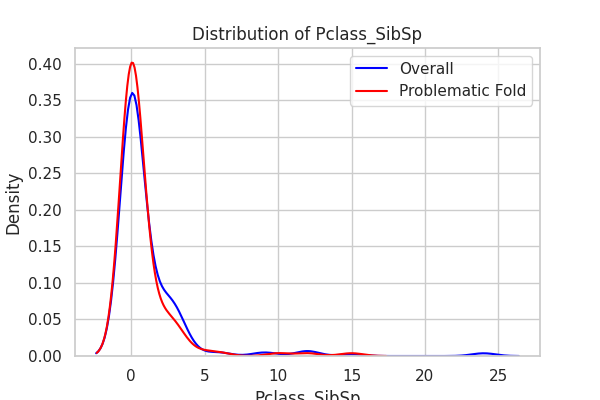 Distribution of Pclass_SibSp
Overall
Problematic Fold
Density
0.40
0.35
0.30
0.25
0.20
0.15
0.10
0.05
0.00
0 5 10 15 20 25
Pclass_SibSp